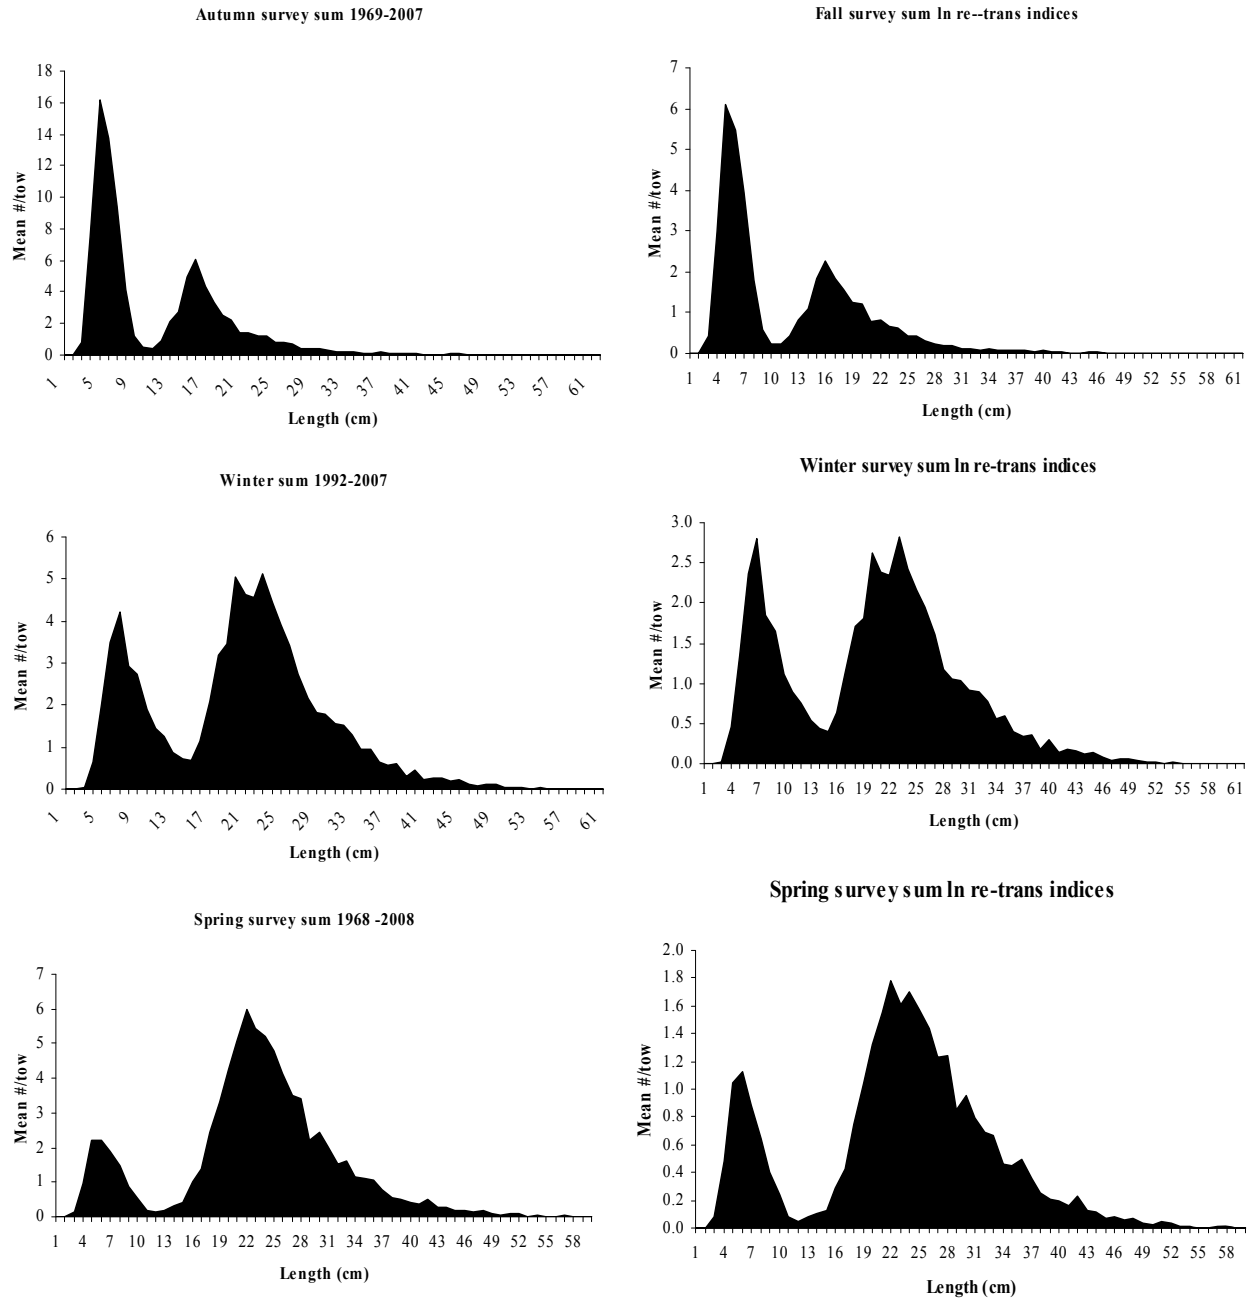 Autumn survey sum 1969-2007
18
16
14
12
10
8
6
4
2
0
Mean #/tow
1 5 9 13 17 21 25 29 33 37 41 45 49 53 57 61
Length (cm)
Fall survey sum ln re--trans indices
7
6
5
4
3
2
1
0
Mean #/tow
1 4 7 10 13 16 19 22 25 28 31 34 37 40 43 46 49 52 55 58 61
Length (cm)
Winter sum 1992-2007
6
5
4
3
2
1
0
Mean #/tow
1 5 9 13 17 21 25 29 33 37 41 45 49 53 57 61
Length (cm)
Winter survey sum ln re-trans indices
3.0
2.5
2.0
1.5
1.0
0.5
0.0
Mean #/tow
1 4 7 10 13 16 19 22 25 28 31 34 37 40 43 46 49 52 55 58 61
Length (cm)
Spring survey sum 1968 -2008
7
6
5
4
3
2
1
0
Mean #/tow
1 4 7 10 13 16 19 22 25 28 31 34 37 40 43 46 49 52 55 58
Length (cm)
Spring survey sum ln re-trans indices
2.0
1.8
1.6
1.4
1.2
1.0
0.8
0.6
0.4
0.2
0.0
Mean #/tow
1 4 7 10 13 16 19 22 25 28 31 34 37 40 43 46 49 52 55 58
Length (cm)